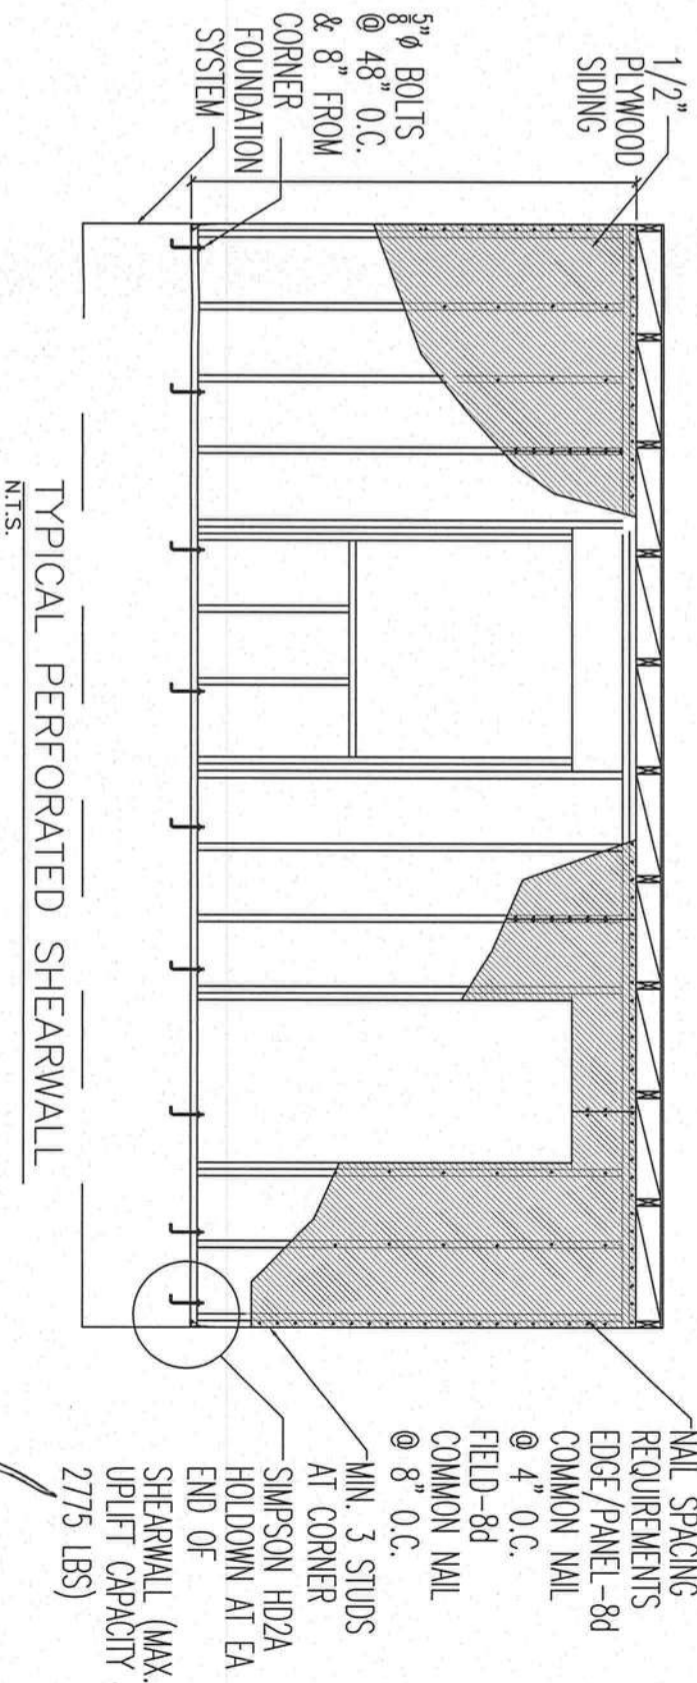 1/2"
PLYWOOD
SIDING
5/8"ø BOLTS
@ 48" O.C.
& 8" FROM
CORNER
FOUNDATION
SYSTEM
NAIL SPACING
REQUIREMENTS
EDGE/PANEL-8d
COMMON NAIL
@ 4" O.C.
FIELD-8d
COMMON NAIL
@ 8" O.C.
MIN. 3 STUDS
AT CORNER
SIMPSON HD2A
HOLDOWN AT EA
END OF
SHEARWALL (MAX.
UPLIFT CAPACITY
2775 LBS)
TYPICAL PERFORATED SHEARWALL
N.T.S.